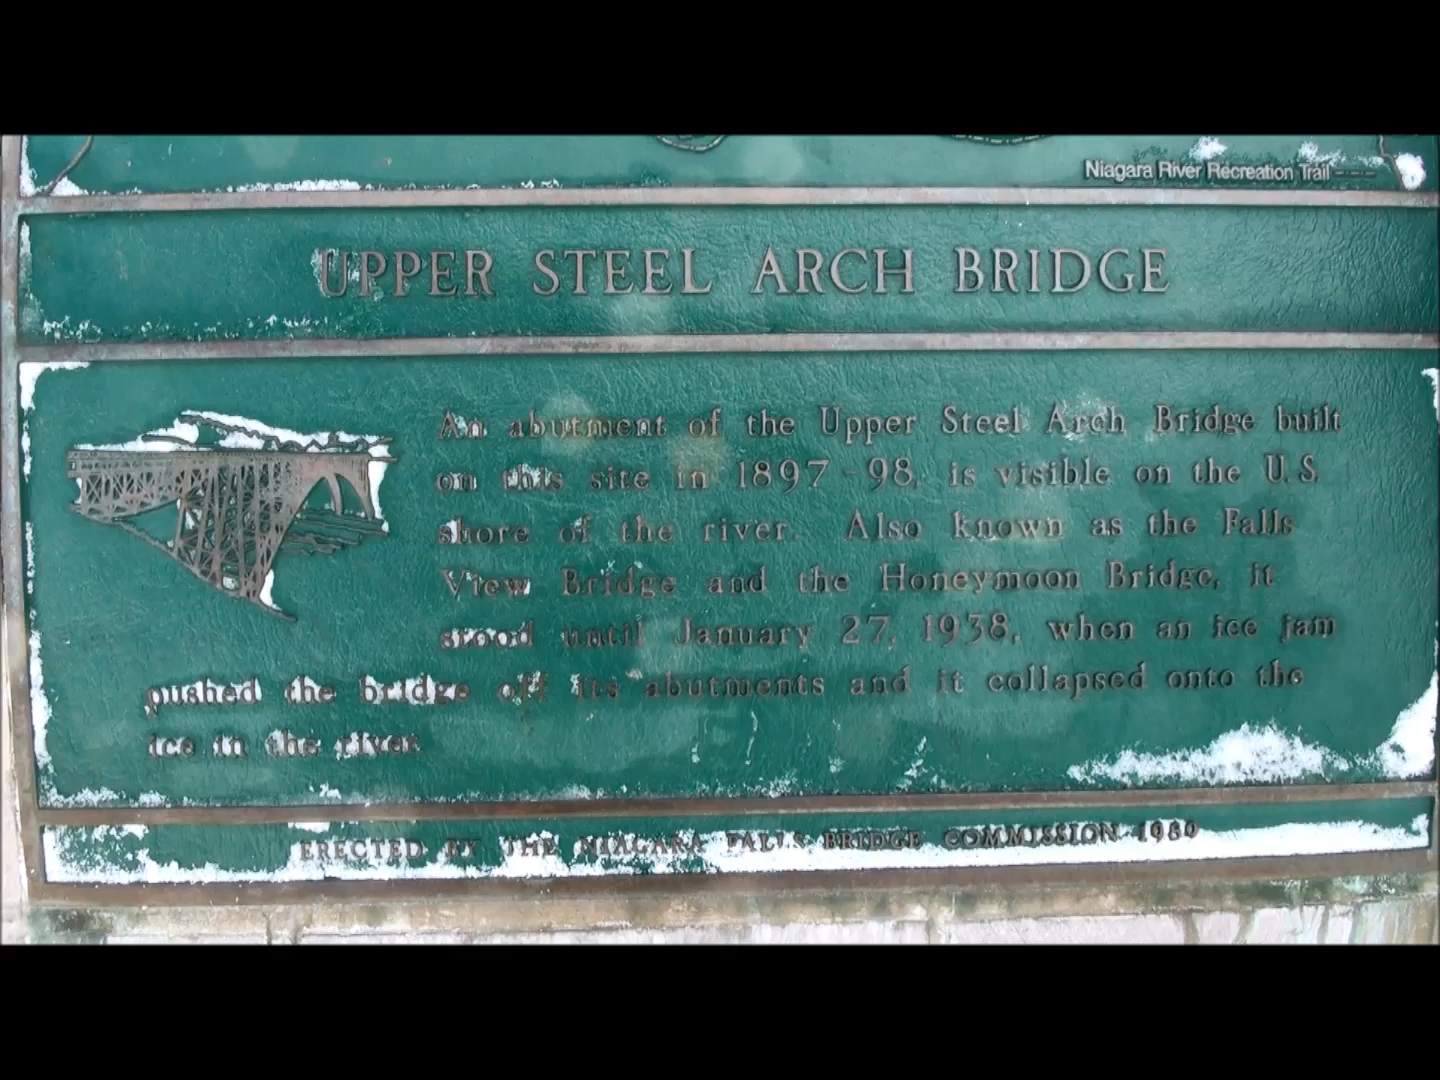 Niagara River Recreation Trail
UPPER STEEL ARCH BRIDGE
An abutment of the Upper Steel Arch Bridge built
on this site in 1897-98, is visible on the U.S.
shore of the river. Also known as the Falls
View Bridge and the Honeymoon Bridge, it
stood until January 27, 1938, when an ice jam
pushed the bridge off its abutments and it collapsed onto the
ice in the river.
ERECTED BY THE NIAGARA FALLS BRIDGE COMMISSION